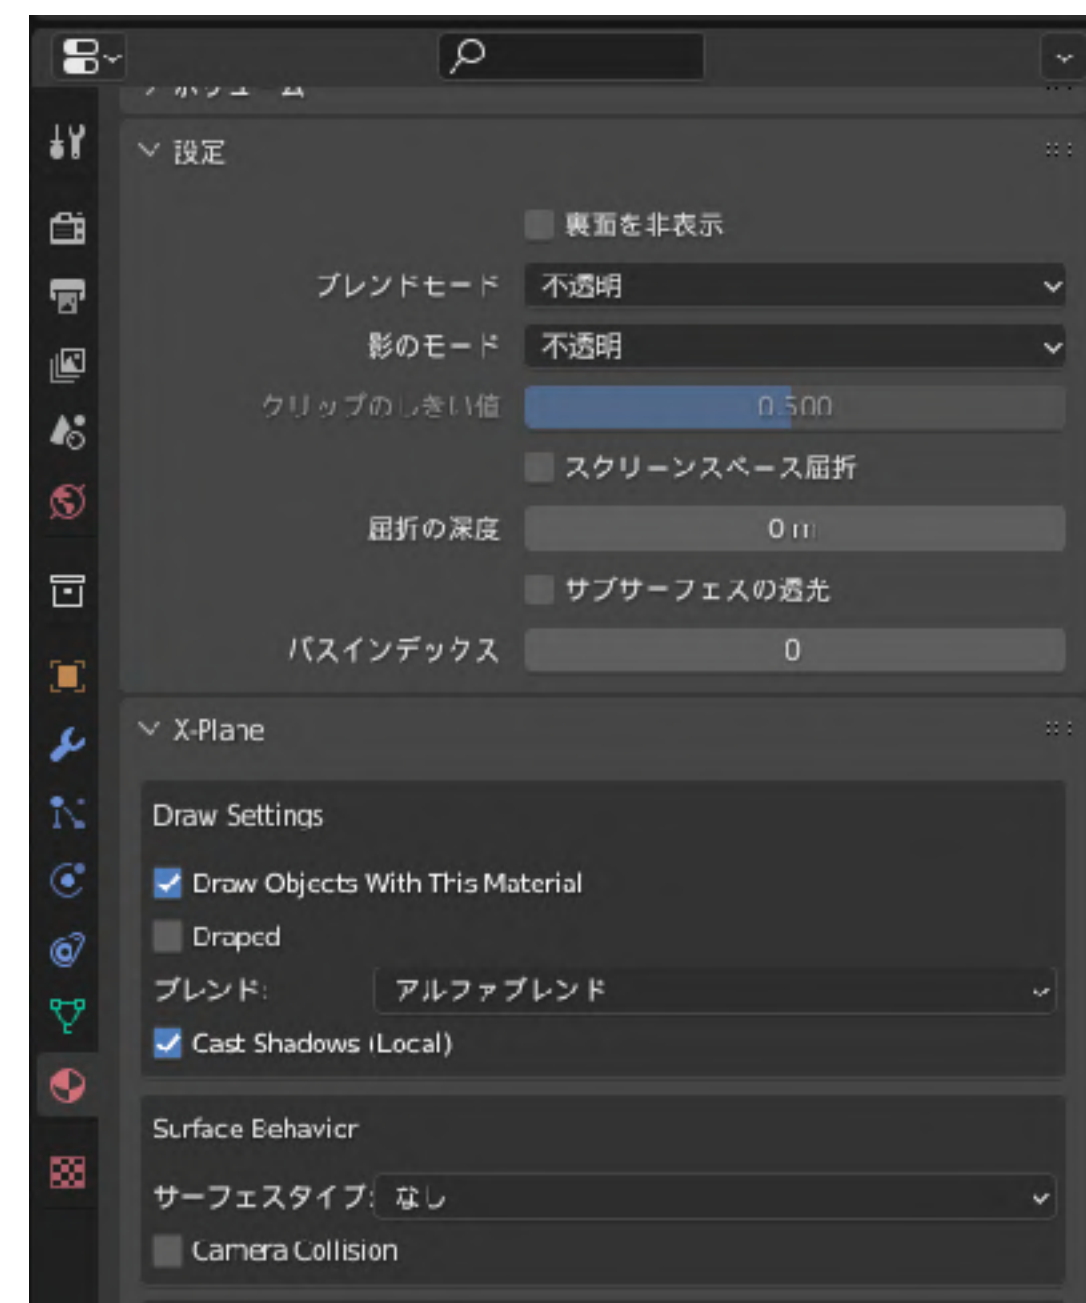 ボリューム
設定
裏面を非表示
ブレンドモード 不透明
影のモード 不透明
クリップのしきい値 0.500
スクリーンスペース屈折
屈折の深度 0 m
サブサーフェスの透光
パスインデックス 0
X-Plane
Draw Settings
Draw Objects With This Material
Draped
ブレンド: アルファブレンド
Cast Shadows (Local)
Surface Behavior
サーフェスタイプ: なし
Camera Collision